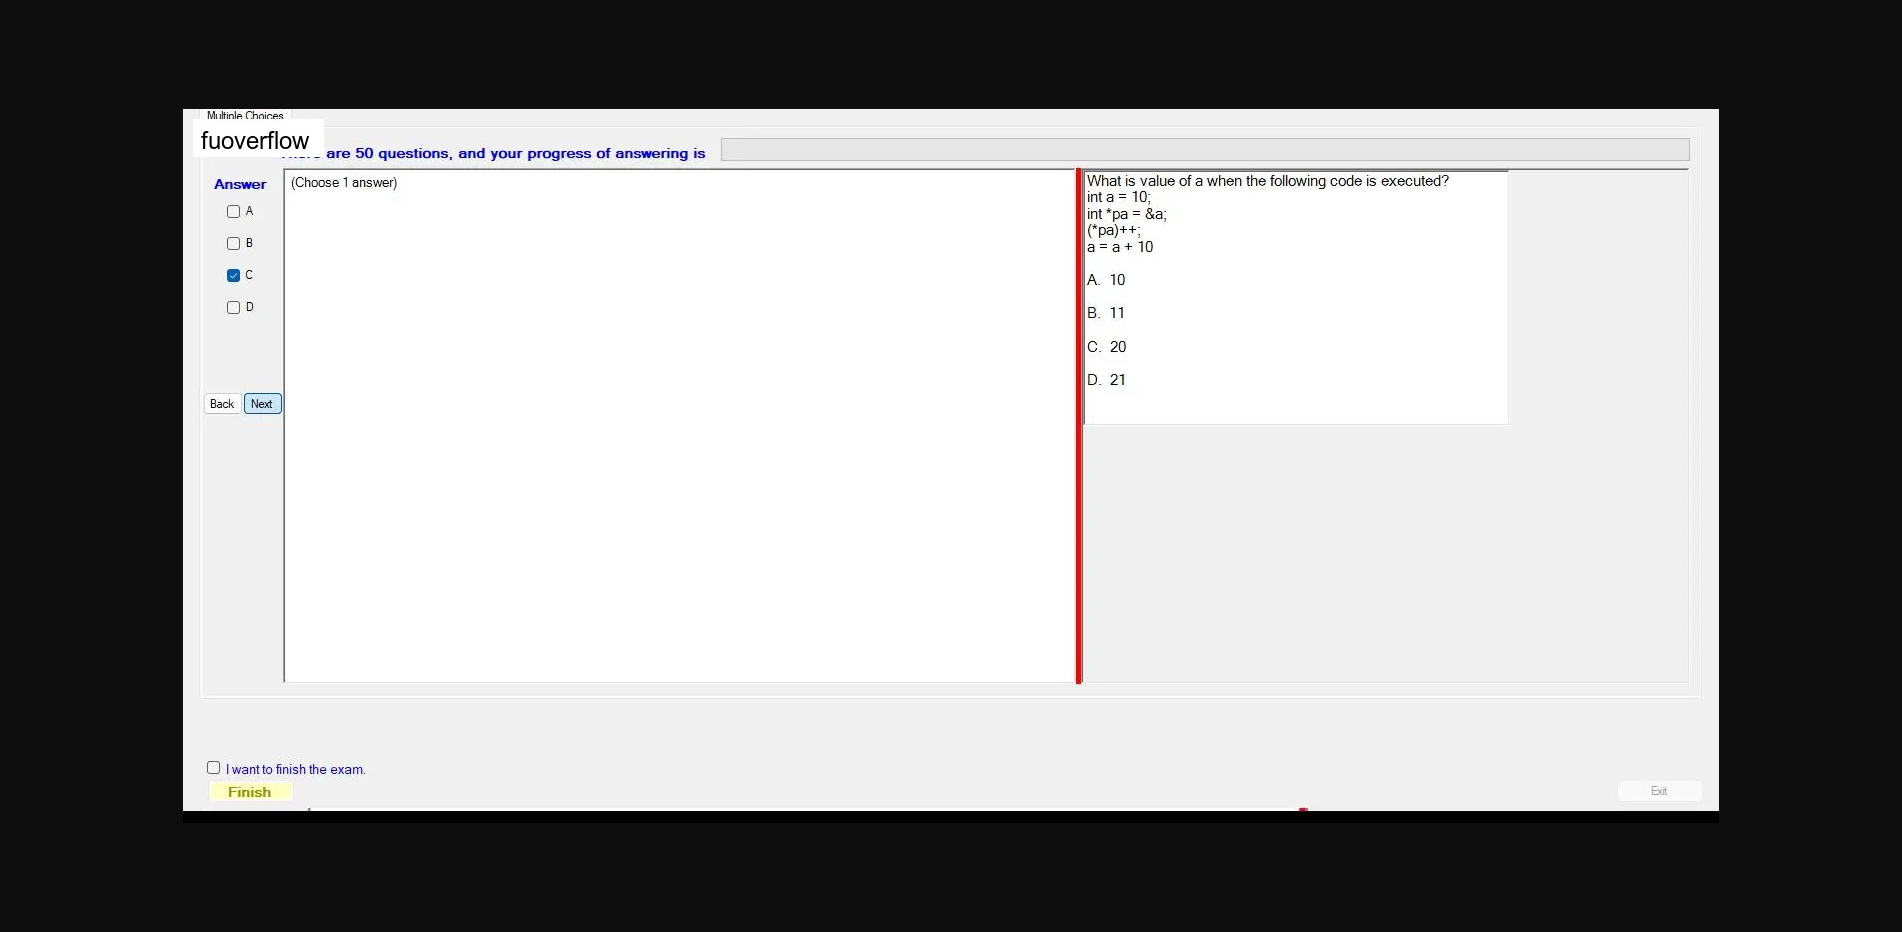 Multiple Choices
fuoverflow
are 50 questions, and your progress of answering is
Answer
A
B
C
D
Back Next
(Choose 1 answer)
What is value of a when the following code is executed?
int a = 10;
int *pa = &a;
(*pa)++;
a = a + 10
A. 10
B. 11
C. 20
D. 21
I want to finish the exam.
Finish
Exit